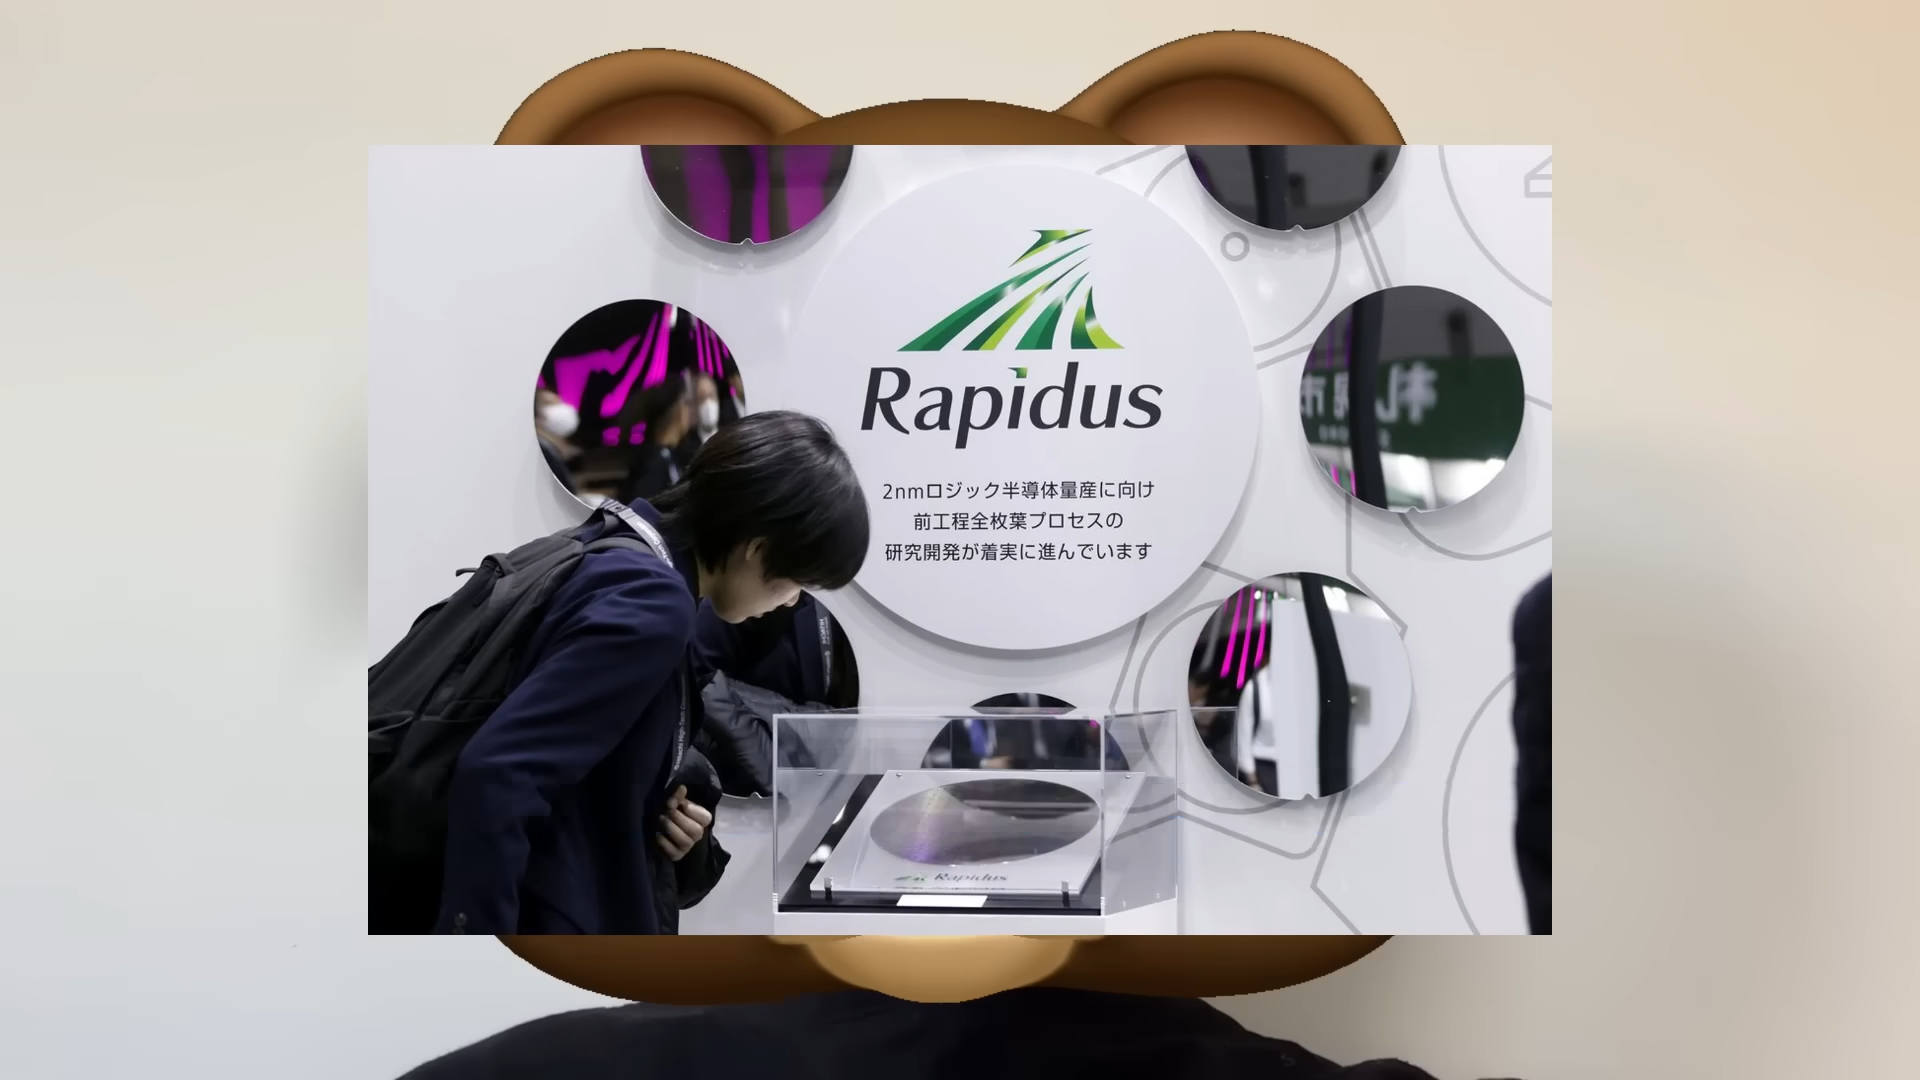 Rapidus
2nmロジック半導体量産に向け
前工程全枚葉プロセスの
研究開発が着実に進んでいます
Rapidus